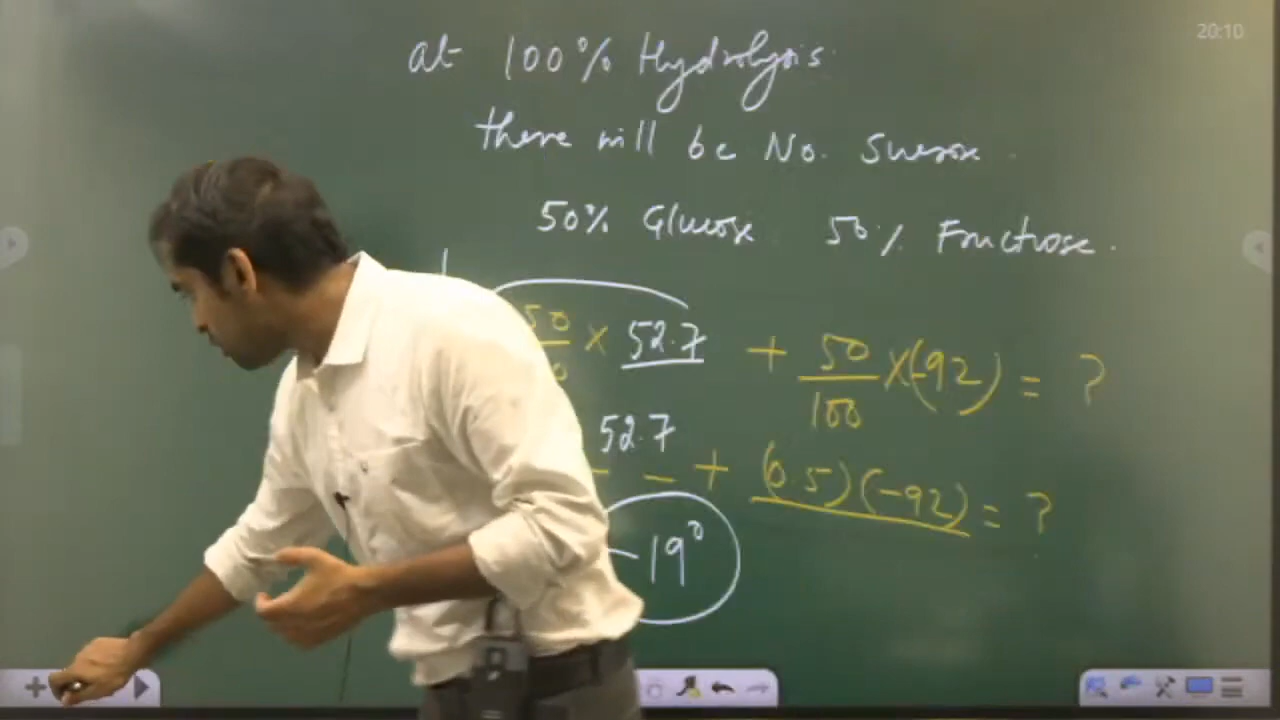 20:10
at 100% Hydrolysis
there will be No. Sucrose.
50% Glucose 50% Fructose.
50 × 52.7 + 50/100 × (-92) = ?
52.7
+ (0.5)(-92) = ?
-19°